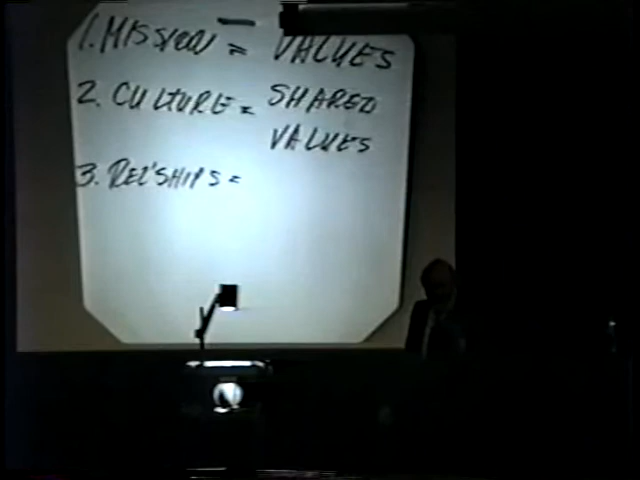 1. MISSION = VALUES
2. CULTURE = SHARED
VALUES
3. REL'SHIPS =